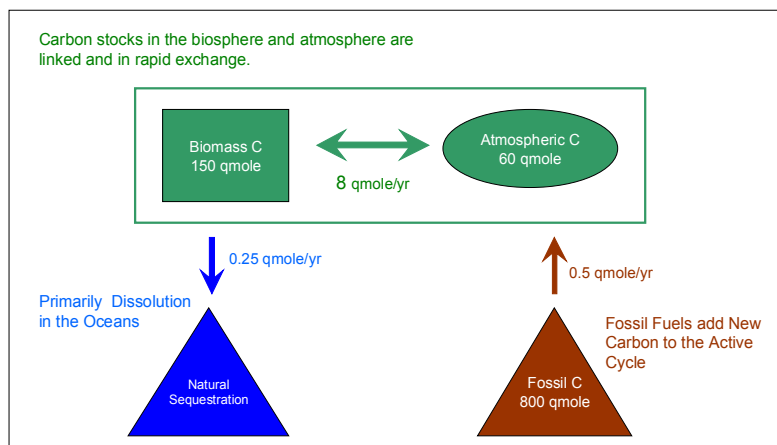 Carbon stocks in the biosphere and atmosphere are
linked and in rapid exchange.
Biomass C
150 qmole
Atmospheric C
60 qmole
8 qmole/yr
0.25 qmole/yr
0.5 qmole/yr
Primarily Dissolution
in the Oceans
Fossil Fuels add New
Carbon to the Active
Cycle
Natural
Sequestration
Fossil C
800 qmole